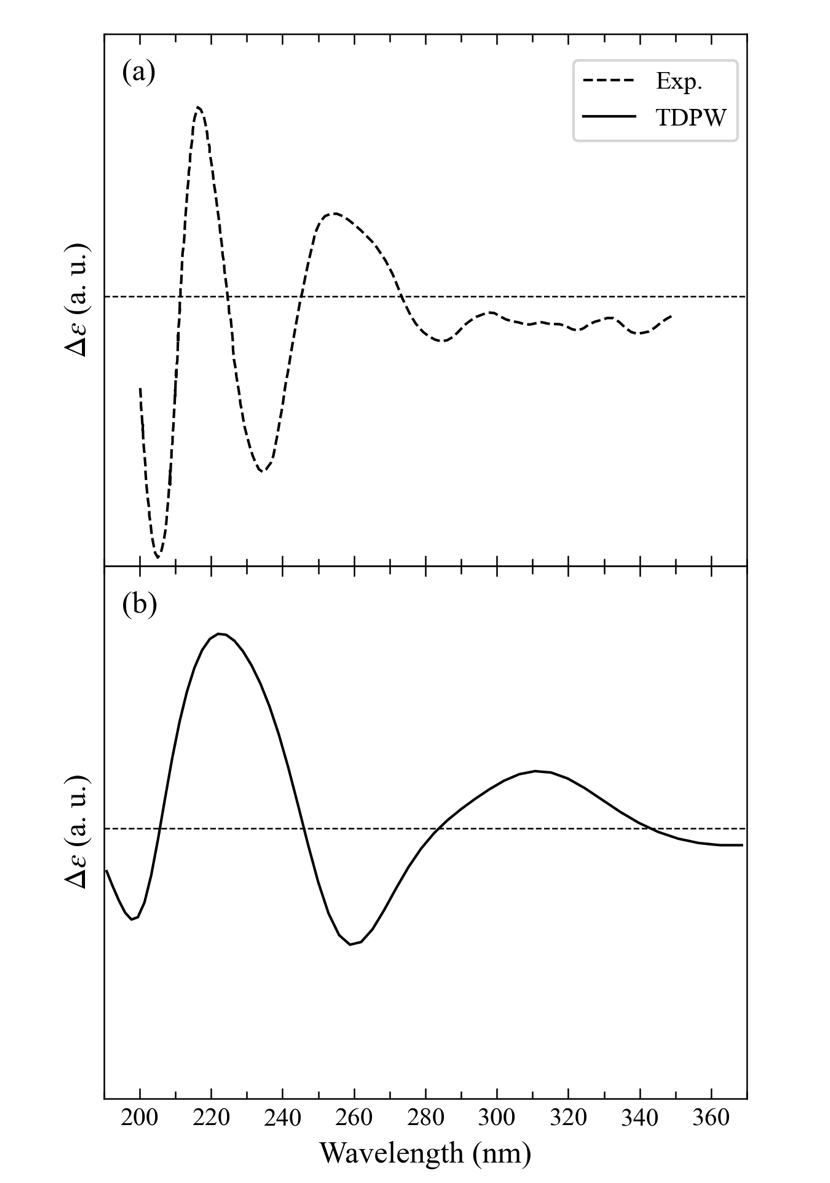 (a)
Exp.
TDPW
Δε (a. u.)
(b)
Δε (a. u.)
200 220 240 260 280 300 320 340 360
Wavelength (nm)